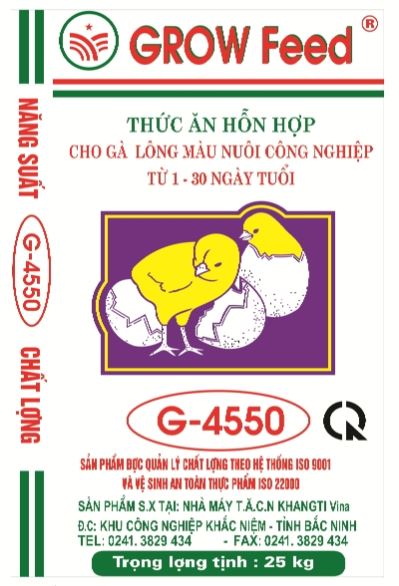 GROW Feed ®
THỨC ĂN HỖN HỢP
CHO GÀ LÔNG MÀU NUÔI CÔNG NGHIỆP
TỪ 1 - 30 NGÀY TUỔI
NĂNG SUẤT G-4550 CHẤT LỢNG
G-4550
SẢN PHẨM ĐỢC QUẢN LÝ CHẤT LỢNG THEO HỆ THỐNG ISO 9001
VÀ VỆ SINH AN TOÀN THỰC PHẨM ISO 22000
SẢN PHẨM S.X TẠI: NHÀ MÁY T.Ă.C.N KHANGTI Vina
Đ.C: KHU CÔNG NGHIỆP KHẮC NIỆM - TỈNH BẮC NINH
TEL: 0241. 3829 434 - FAX: 0241. 3829 434
Trọng lợng tịnh : 25 kg